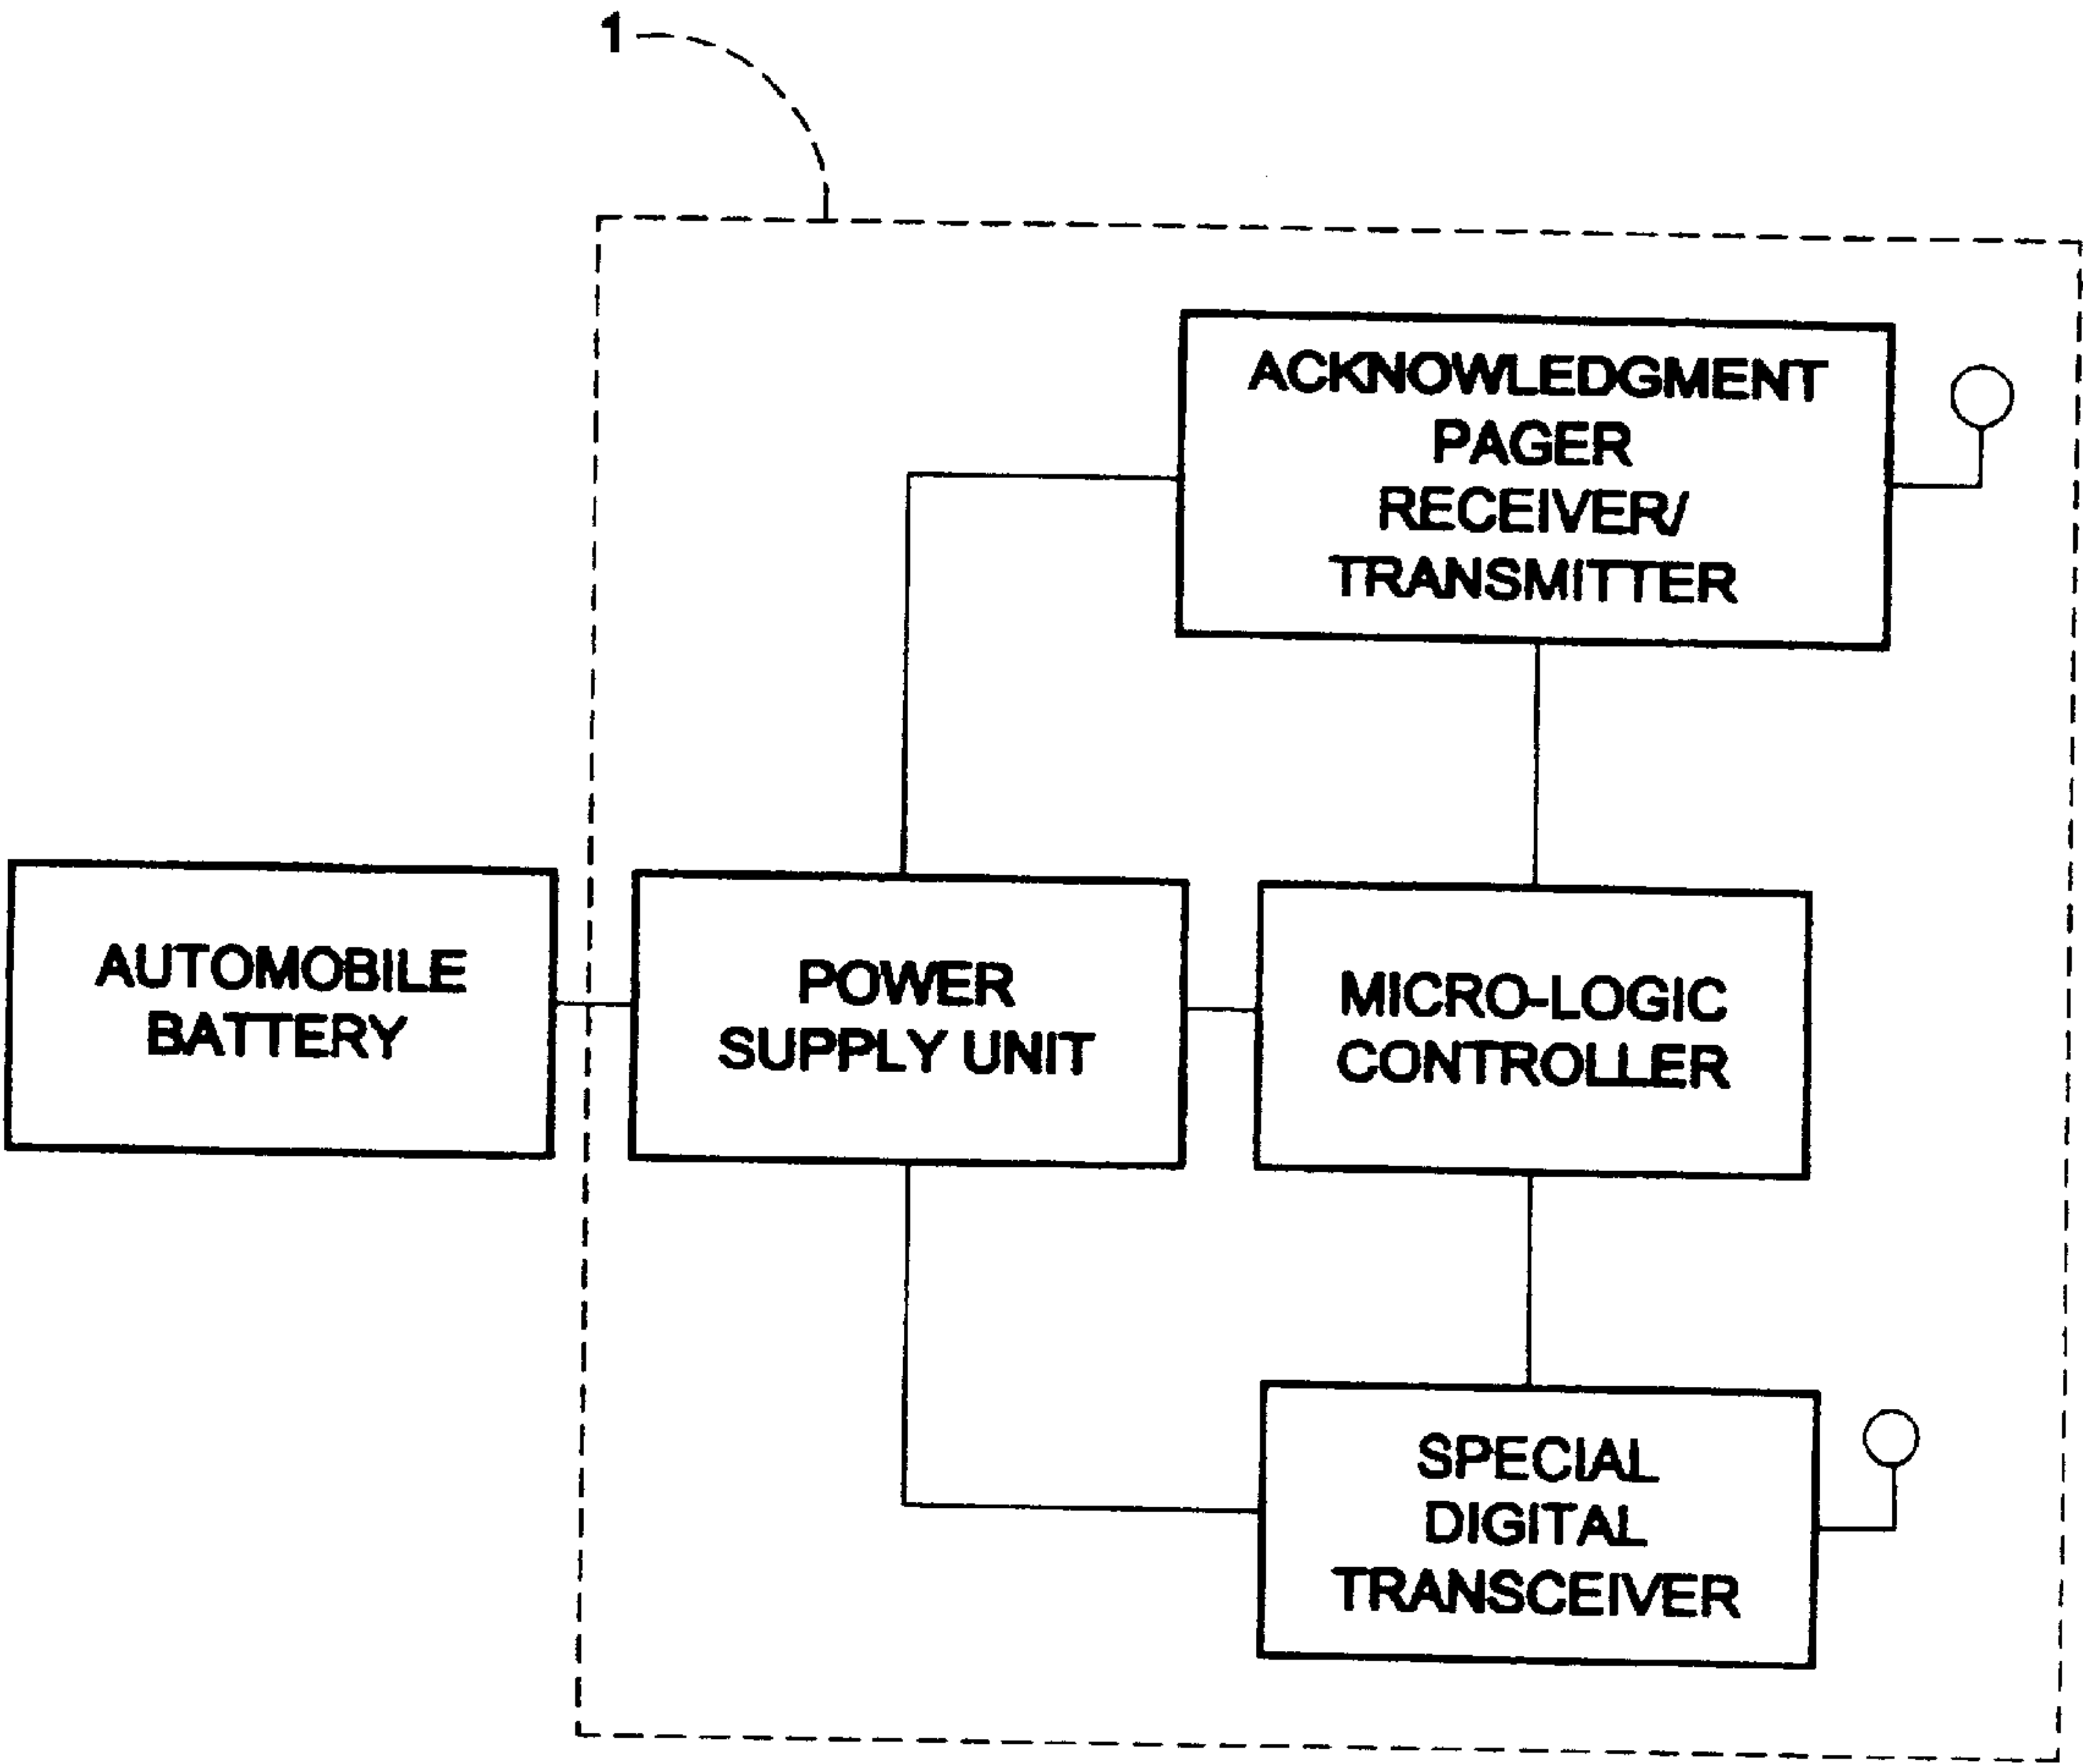 1
ACKNOWLEDGMENT
PAGER
RECEIVER/
TRANSMITTER
AUTOMOBILE
BATTERY
POWER
SUPPLY UNIT
MICRO-LOGIC
CONTROLLER
SPECIAL
DIGITAL
TRANSCEIVER